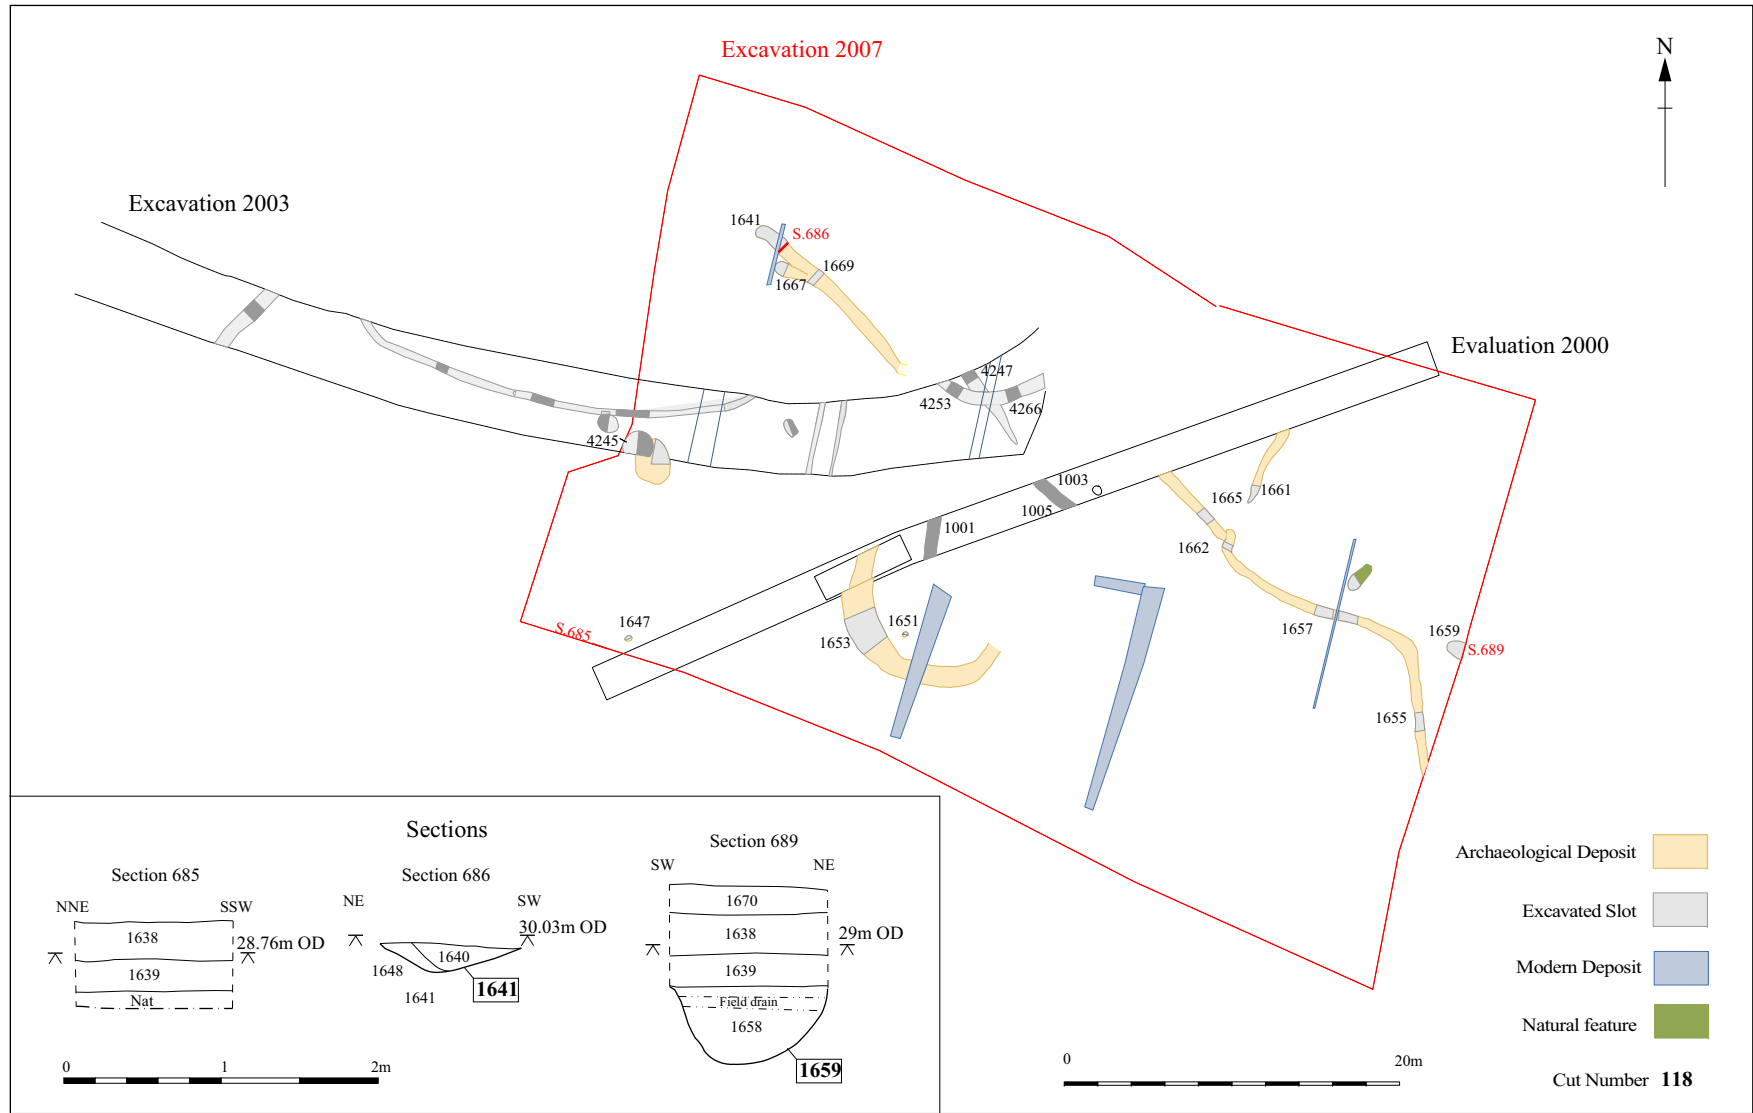 Excavation 2007
N
Excavation 2003
1641
S.686
1669
1667
Evaluation 2000
4247
4253
4266
4245
1003
1005
1001
1665
1661
1662
S.685
1647
1651
1653
1657
1659
S.689
1655
Sections
Section 685
NNE SSW
1638
28.76m OD
1639
Nat
Section 686
NE SW
30.03m OD
1640
1648
1641
1641
Section 689
SW NE
1670
1638
29m OD
1639
Field drain
1658
1659
0 1 2m
Archaeological Deposit
Excavated Slot
Modern Deposit
Natural feature
Cut Number 118
0 20m